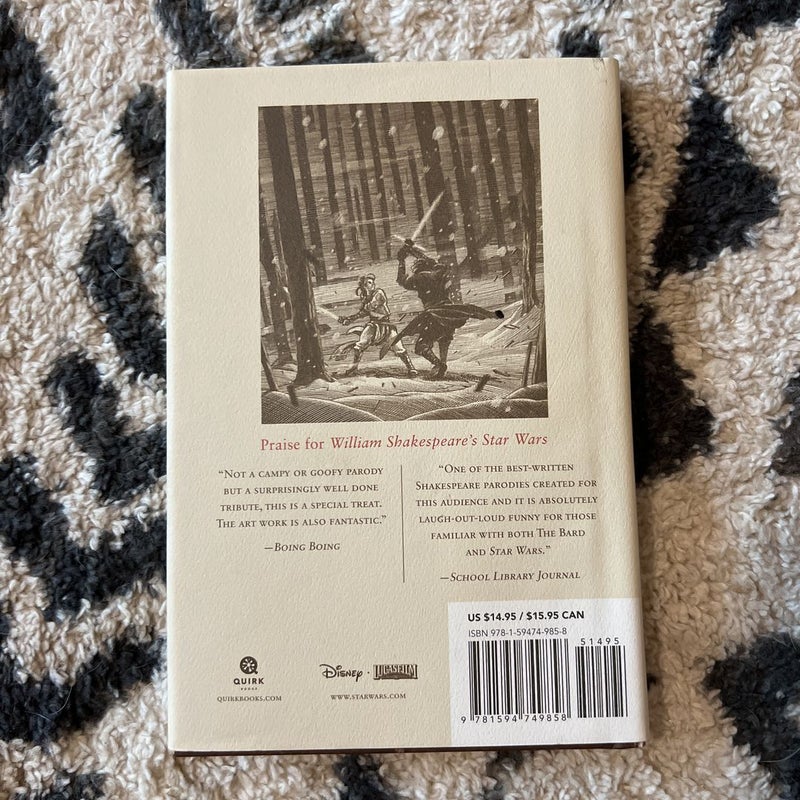 Praise for William Shakespeare's Star Wars
“Not a campy or goofy parody
but a surprisingly well done
tribute, this is a special treat.
The art work is also fantastic.”
—Boing Boing
“One of the best-written
Shakespeare parodies created for
this audience and it is absolutely
laugh-out-loud funny for those
familiar with both The Bard
and Star Wars.”
—School Library Journal
US $14.95 / $15.95 CAN
ISBN 978-1-59474-985-8
51495
9 781594 749858
QUIRK
BOOKS
QUIRKBOOKS.COM
Disney · LUCASFILM
WWW.STARWARS.COM